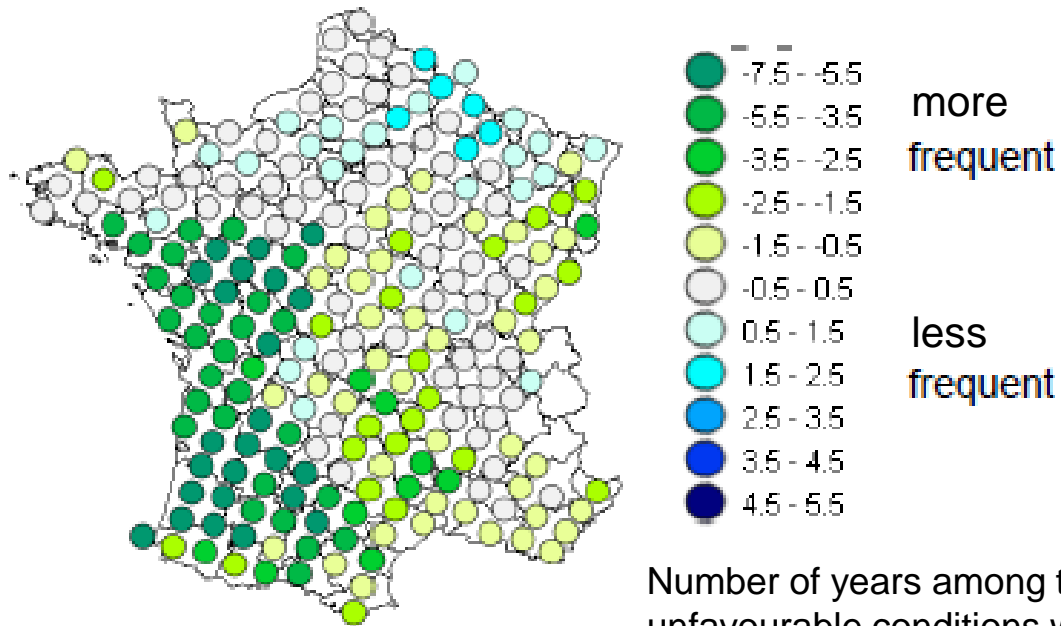 -7.5 - -5.5
-5.5 - -3.5
more
-3.5 - -2.5
frequent
-2.5 - -1.5
-1.5 - -0.5
-0.5 - 0.5
0.5 - 1.5
less
1.5 - 2.5
frequent
2.5 - 3.5
3.5 - 4.5
4.5 - 5.5
Number of years among
unfavourable conditions